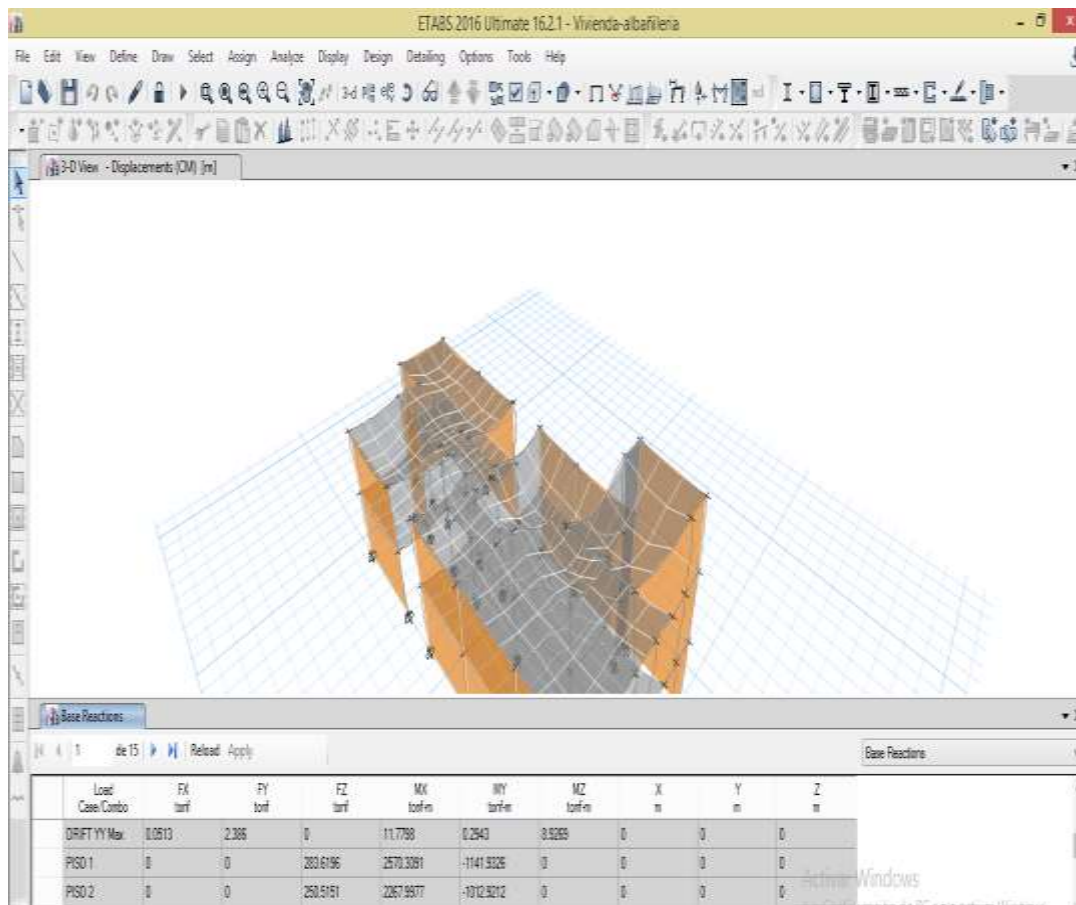 ETABS 2016 Ultimate 16.2.1 - Vivienda-albañileria
File Edit View Define Draw Select Assign Analyze Display Design Detailing Options Tools Help
3-D View - Displacements (CM) [m]
Base Reactions
1 de 15 Reload Apply
Base Reactions
Load Case/Combo FX tonf FY tonf FZ tonf MX tonf-m MY tonf-m MZ tonf-m X m Y m Z m
DRIFT YY Max 0.0513 2.386 0 11.7798 0.2943 8.9269 0 0 0
PISO 1 0 0 283.6196 2570.3091 -1141.9326 0 0 0 0
PISO 2 0 0 250.5151 2267.9977 -1012.9212 0 0 0 0
Activar Windows